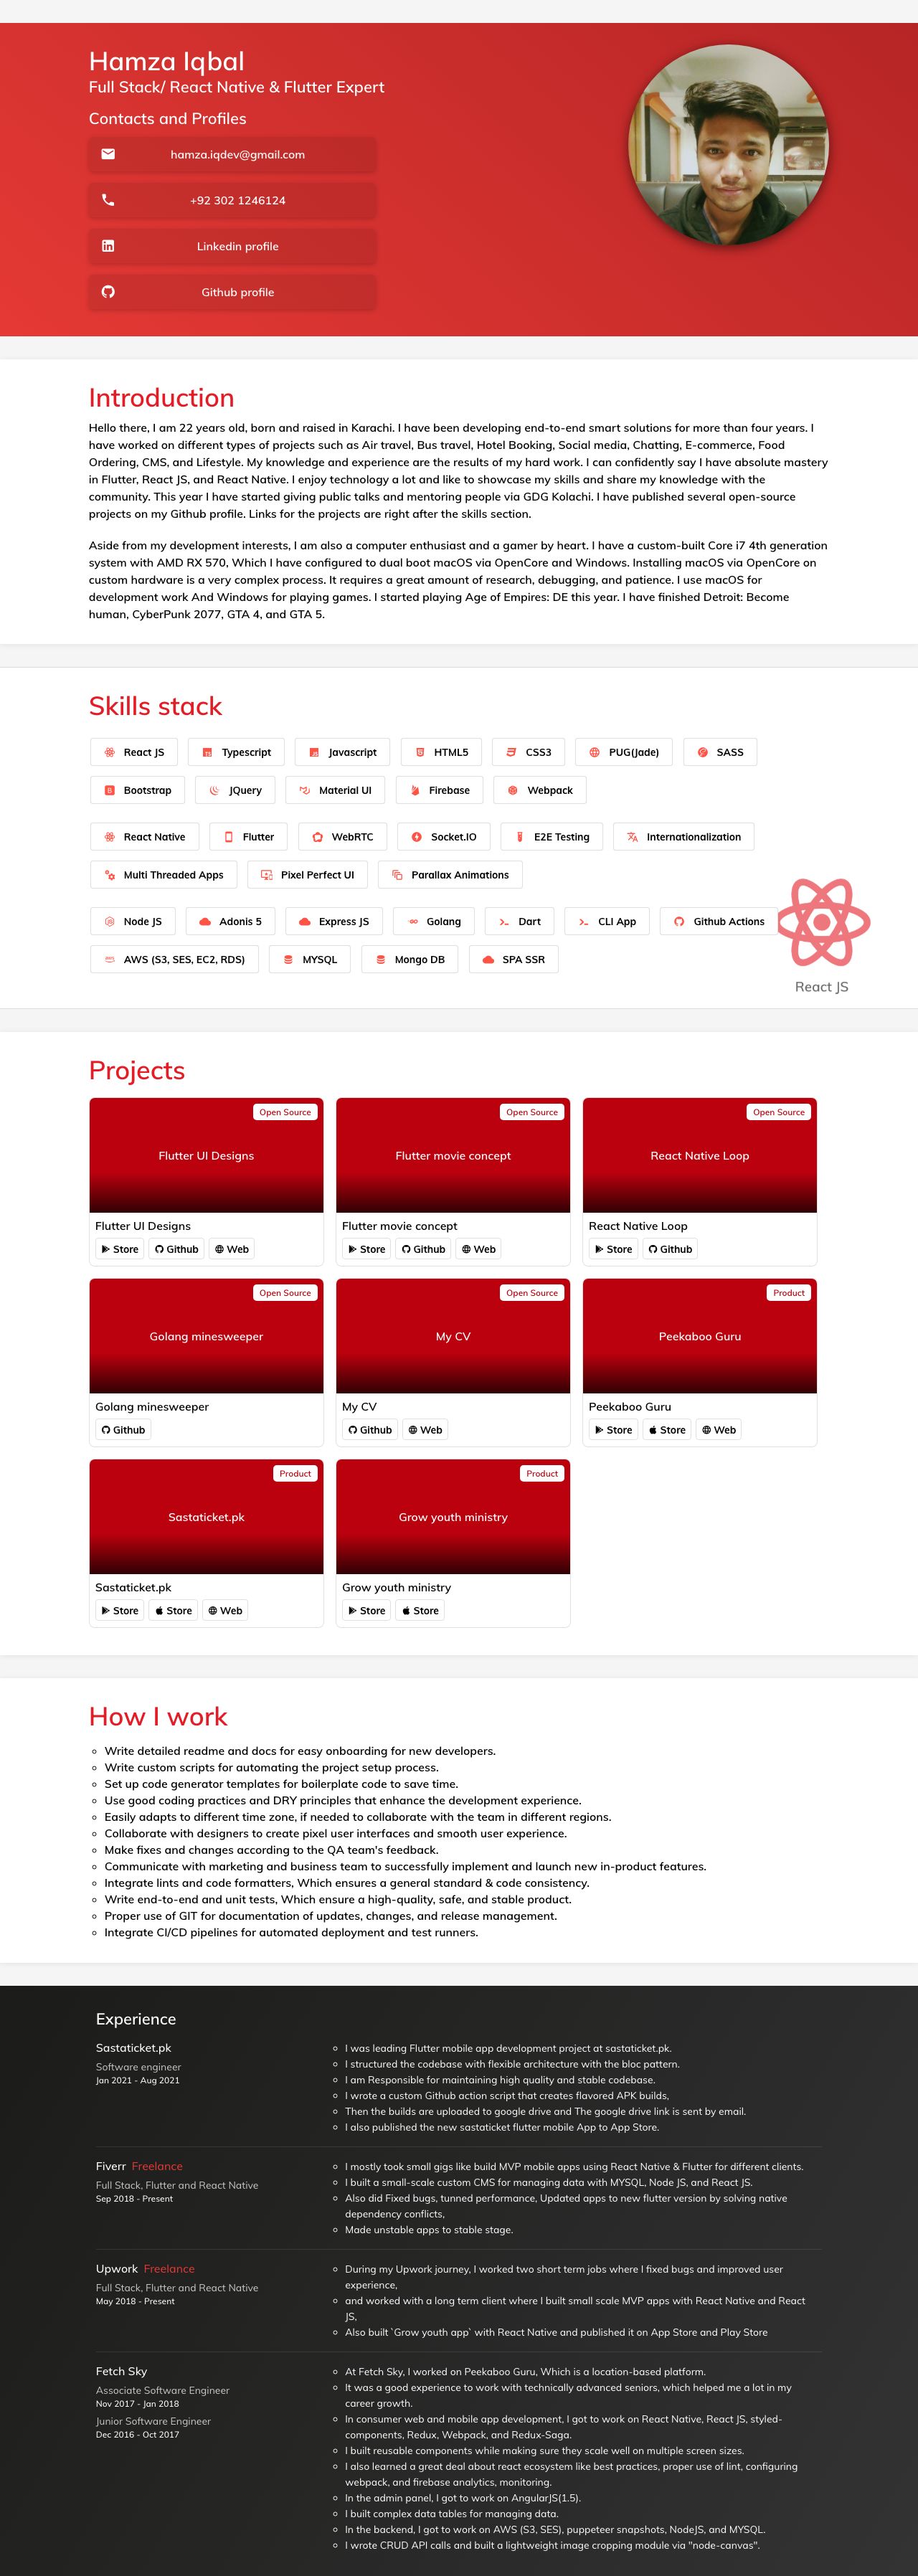 Hamza Iqbal
Full Stack/ React Native & Flutter Expert
Contacts and Profiles
hamza.iqdev@gmail.com
+92 302 1246124
Linkedin profile
Github profile
Introduction
Hello there, I am 22 years old, born and raised in Karachi. I have been developing end-to-end smart solutions for more than four years. I
have worked on different types of projects such as Air travel, Bus travel, Hotel Booking, Social media, Chatting, E-commerce, Food
Ordering, CMS, and Lifestyle. My knowledge and experience are the results of my hard work. I can confidently say I have absolute mastery
in Flutter, React JS, and React Native. I enjoy technology a lot and like to showcase my skills and share my knowledge with the
community. This year I have started giving public talks and mentoring people via GDG Kolachi. I have published several open-source
projects on my Github profile. Links for the projects are right after the skills section.
Aside from my development interests, I am also a computer enthusiast and a gamer by heart. I have a custom-built Core i7 4th generation
system with AMD RX 570, Which I have configured to dual boot macOS via OpenCore and Windows. Installing macOS via OpenCore on
custom hardware is a very complex process. It requires a great amount of research, debugging, and patience. I use macOS for
development work And Windows for playing games. I started playing Age of Empires: DE this year. I have finished Detroit: Become
human, CyberPunk 2077, GTA 4, and GTA 5.
Skills stack
React JS Typescript Javascript HTML5 CSS3 PUG(Jade) SASS
Bootstrap JQuery Material UI Firebase Webpack
React Native Flutter WebRTC Socket.IO E2E Testing Internationalization
Multi Threaded Apps Pixel Perfect UI Parallax Animations
Node JS Adonis 5 Express JS Golang Dart CLI App Github Actions
AWS (S3, SES, EC2, RDS) MYSQL Mongo DB SPA SSR
React JS
Projects
Open Source Open Source Open Source
Flutter UI Designs Flutter movie concept React Native Loop
Flutter UI Designs Flutter movie concept React Native Loop
Store Github Web Store Github Web Store Github
Open Source Open Source Product
Golang minesweeper My CV Peekaboo Guru
Golang minesweeper My CV Peekaboo Guru
Github Github Web Store Store Web
Product Product
Sastaticket.pk Grow youth ministry
Sastaticket.pk Grow youth ministry
Store Store Web Store Store
How I work
Write detailed readme and docs for easy onboarding for new developers.
Write custom scripts for automating the project setup process.
Set up code generator templates for boilerplate code to save time.
Use good coding practices and DRY principles that enhance the development experience.
Easily adapts to different time zone, if needed to collaborate with the team in different regions.
Collaborate with designers to create pixel user interfaces and smooth user experience.
Make fixes and changes according to the QA team's feedback.
Communicate with marketing and business team to successfully implement and launch new in-product features.
Integrate lints and code formatters, Which ensures a general standard & code consistency.
Write end-to-end and unit tests, Which ensure a high-quality, safe, and stable product.
Proper use of GIT for documentation of updates, changes, and release management.
Integrate CI/CD pipelines for automated deployment and test runners.
Experience
Sastaticket.pk
Software engineer
Jan 2021 - Aug 2021
I was leading Flutter mobile app development project at sastaticket.pk.
I structured the codebase with flexible architecture with the bloc pattern.
I am Responsible for maintaining high quality and stable codebase.
I wrote a custom Github action script that creates flavored APK builds,
Then the builds are uploaded to google drive and The google drive link is sent by email.
I also published the new sastaticket flutter mobile App to App Store.
Fiverr Freelance
Full Stack, Flutter and React Native
Sep 2018 - Present
I mostly took small gigs like build MVP mobile apps using React Native & Flutter for different clients.
I built a small-scale custom CMS for managing data with MYSQL, Node JS, and React JS.
Also did Fixed bugs, tunned performance, Updated apps to new flutter version by solving native
dependency conflicts,
Made unstable apps to stable stage.
Upwork Freelance
Full Stack, Flutter and React Native
May 2018 - Present
During my Upwork journey, I worked two short term jobs where I fixed bugs and improved user
experience,
and worked with a long term client where I built small scale MVP apps with React Native and React
JS,
Also built `Grow youth app` with React Native and published it on App Store and Play Store
Fetch Sky
Associate Software Engineer
Nov 2017 - Jan 2018
Junior Software Engineer
Dec 2016 - Oct 2017
At Fetch Sky, I worked on Peekaboo Guru, Which is a location-based platform.
It was a good experience to work with technically advanced seniors, which helped me a lot in my
career growth.
In consumer web and mobile app development, I got to work on React Native, React JS, styled-
components, Redux, Webpack, and Redux-Saga.
I built reusable components while making sure they scale well on multiple screen sizes.
I also learned a great deal about react ecosystem like best practices, proper use of lint, configuring
webpack, and firebase analytics, monitoring.
In the admin panel, I got to work on AngularJS(1.5).
I built complex data tables for managing data.
In the backend, I got to work on AWS (S3, SES), puppeteer snapshots, NodeJS, and MYSQL.
I wrote CRUD API calls and built a lightweight image cropping module via "node-canvas".